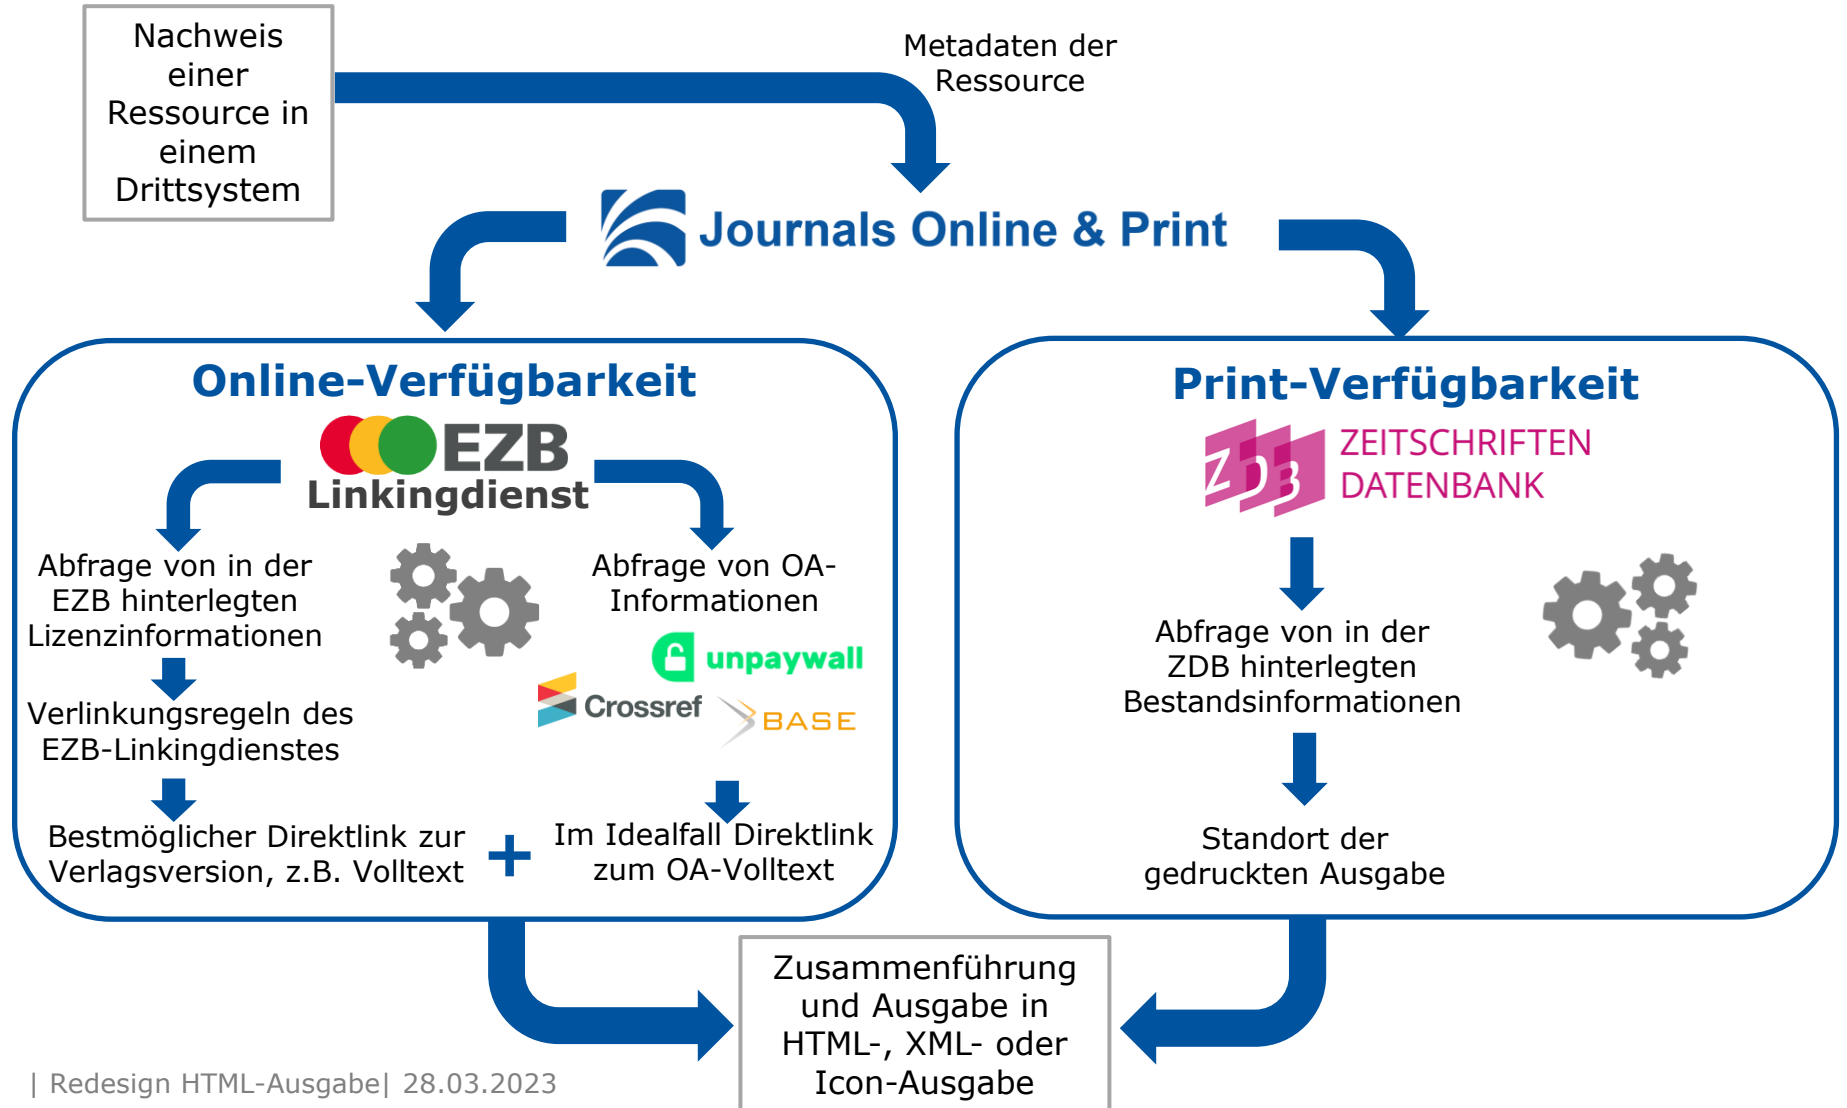 Nachweis
einer
Ressource in
einem
Drittsystem
Metadaten der
Ressource
Journals Online & Print
Online-Verfügbarkeit
EZB
Linkingdienst
Abfrage von in der
EZB hinterlegten
Lizenzinformationen
Verlinkungsregeln des
EZB-Linkingdienstes
Bestmöglicher Direktlink zur
Verlagsversion, z.B. Volltext
+
Abfrage von OA-
Informationen
unpaywall
Crossref
BASE
Im Idealfall Direktlink
zum OA-Volltext
Print-Verfügbarkeit
ZDB
ZEITSCHRIFTEN
DATENBANK
Abfrage von in der
ZDB hinterlegten
Bestandsinformationen
Standort der
gedruckten Ausgabe
Zusammenführung
und Ausgabe in
HTML-, XML- oder
Icon-Ausgabe
| Redesign HTML-Ausgabe| 28.03.2023